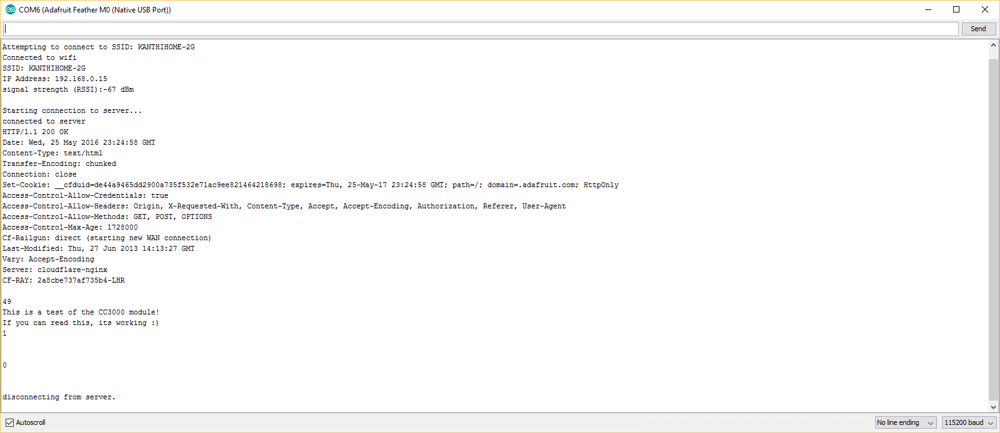 COM6 (Adafruit Feather M0 (Native USB Port))
Send
Attempting to connect to SSID: KANTHIHOME-2G
Connected to wifi
SSID: KANTHIHOME-2G
IP Address: 192.168.0.15
signal strength (RSSI):-67 dBm
Starting connection to server...
connected to server
HTTP/1.1 200 OK
Date: Wed, 25 May 2016 23:24:58 GMT
Content-Type: text/html
Transfer-Encoding: chunked
Connection: close
Set-Cookie: __cfduid=de44a9465dd2900a735f532e71ac9ee821464218698; expires=Thu, 25-May-17 23:24:58 GMT; path=/; domain=.adafruit.com; HttpOnly
Access-Control-Allow-Credentials: true
Access-Control-Allow-Headers: Origin, X-Requested-With, Content-Type, Accept, Accept-Encoding, Authorization, Referer, User-Agent
Access-Control-Allow-Methods: GET, POST, OPTIONS
Access-Control-Max-Age: 1728000
Cf-Railgun: direct (starting new WAN connection)
Last-Modified: Thu, 27 Jun 2013 14:13:27 GMT
Vary: Accept-Encoding
Server: cloudflare-nginx
CF-RAY: 2a8cbe737af735b4-LHR
49
This is a test of the CC3000 module!
If you can read this, its working :)
1
0
disconnecting from server.
Autoscroll
No line ending
115200 baud